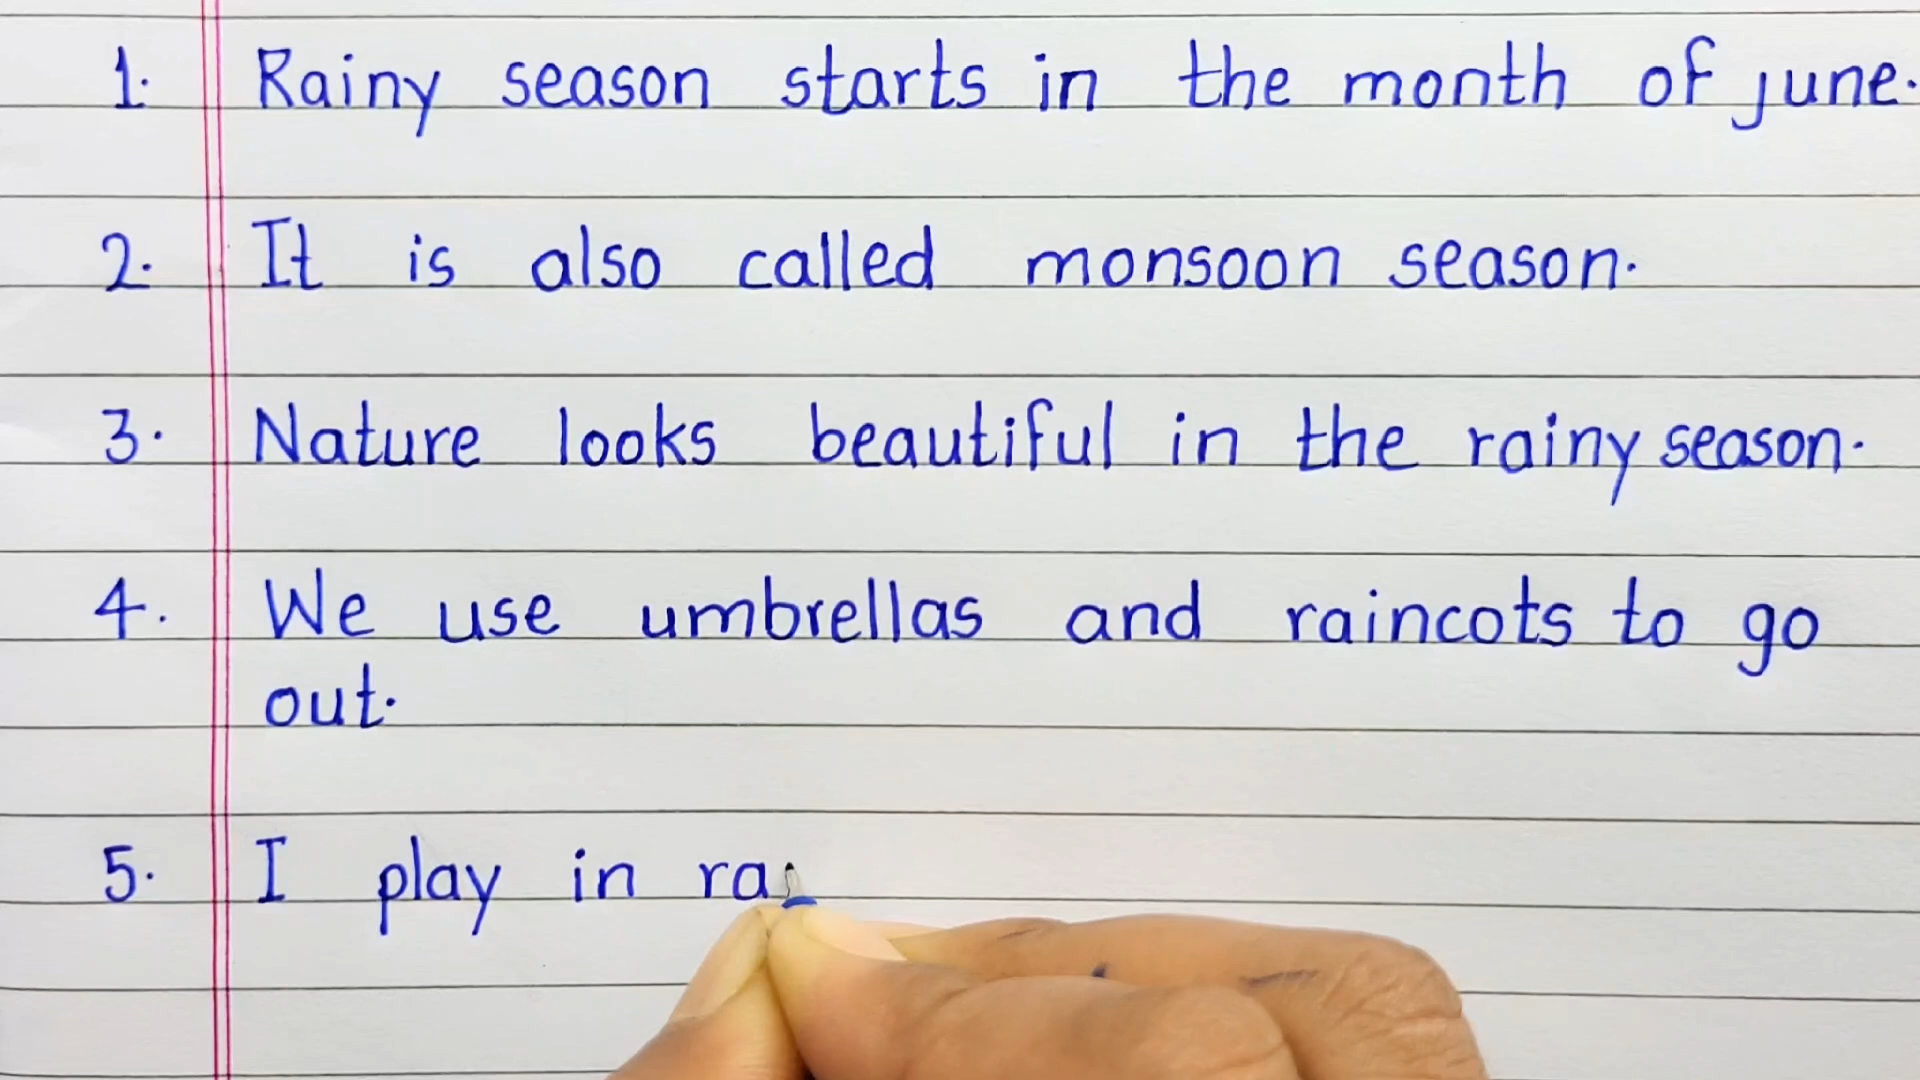 1. Rainy season starts in the month of june.
2. It is also called monsoon season.
3. Nature looks beautiful in the rainy season.
4. We use umbrellas and raincots to go
out.
5. I play in ra